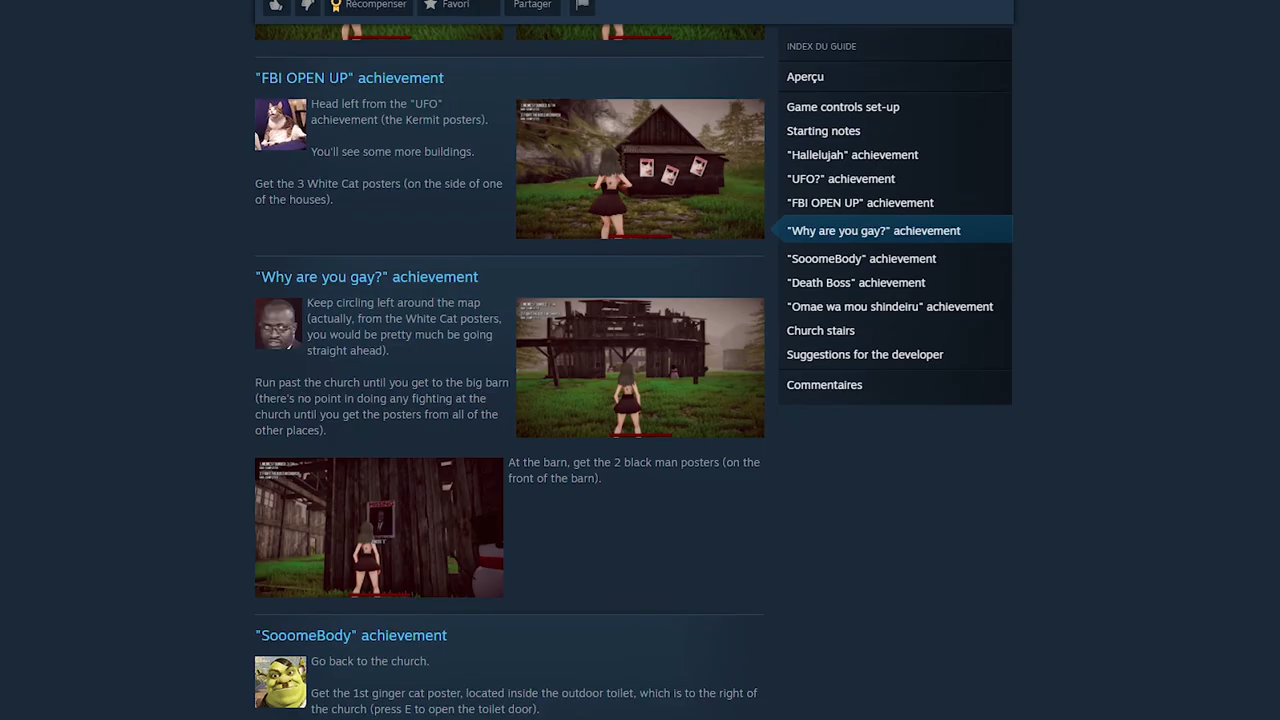 Récompenser
Favori
Partager
"FBI OPEN UP" achievement
Head left from the "UFO"
achievement (the Kermit posters).
You'll see some more buildings.
Get the 3 White Cat posters (on the side of one
of the houses).
"Why are you gay?" achievement
Keep circling left around the map
(actually, from the White Cat posters,
you would be pretty much be going
straight ahead).
Run past the church until you get to the big barn
(there's no point in doing any fighting at the
church until you get the posters from all of the
other places).
At the barn, get the 2 black man posters (on the
front of the barn).
MISSING
"SooomeBody" achievement
Go back to the church.
Get the 1st ginger cat poster, located inside the outdoor toilet, which is to the right of
the church (press E to open the toilet door).
INDEX DU GUIDE
Aperçu
Game controls set-up
Starting notes
"Hallelujah" achievement
"UFO?" achievement
"FBI OPEN UP" achievement
"Why are you gay?" achievement
"SooomeBody" achievement
"Death Boss" achievement
"Omae wa mou shindeiru" achievement
Church stairs
Suggestions for the developer
Commentaires